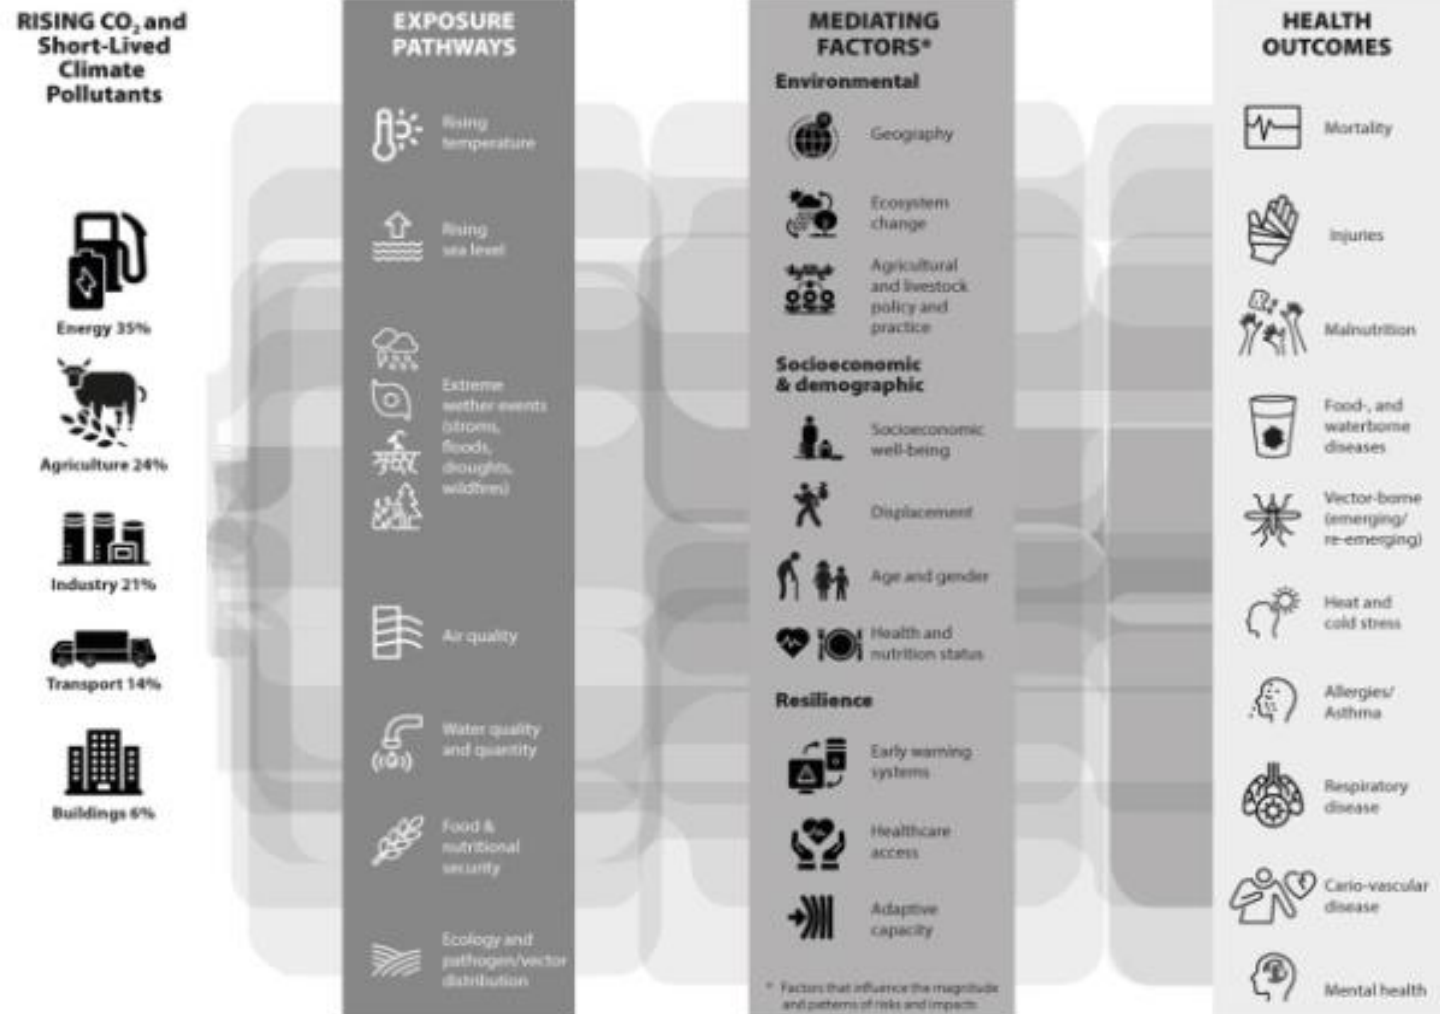 RISING CO₂ and
Short-Lived
Climate
Pollutants
Energy 35%
Agriculture 24%
Industry 21%
Transport 14%
Buildings 6%
EXPOSURE
PATHWAYS
Rising
temperature
Rising
sea level
Extreme
wether events
(stroms,
floods,
droughts,
wildfires)
Air quality
Water quality
and quantity
Food &
nutritional
security
Ecology and
pathogen/vector
distribution
MEDIATING
FACTORS*
Environmental
Geography
Ecosystem
change
Agricultural
and livestock
policy and
practice
Socioeconomic
& demographic
Socioeconomic
well-being
Displacement
Age and gender
Health and
nutrition status
Resilience
Early warning
systems
Healthcare
access
Adaptive
capacity
* Factors that influence the magnitude
and patterns of risks and impacts
HEALTH
OUTCOMES
Mortality
Injuries
Malnutrition
Food-, and
waterborne
diseases
Vector-borne
(emerging/
re-emerging)
Heat and
cold stress
Allergies/
Asthma
Respiratory
disease
Cario-vascular
disease
Mental health